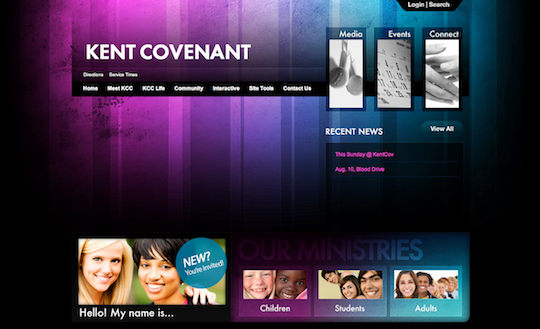 Login | Search
KENT COVENANT
Media
Events
Connect
Directions Service Times
Home Meet KCC KCC Life Community Interactive Site Tools Contact Us
RECENT NEWS
View All
This Sunday @ KentCov
Aug. 10, Blood Drive
NEW?
You're Invited!
Hello! My name is...
OUR MINISTRIES
Children
Students
Adults